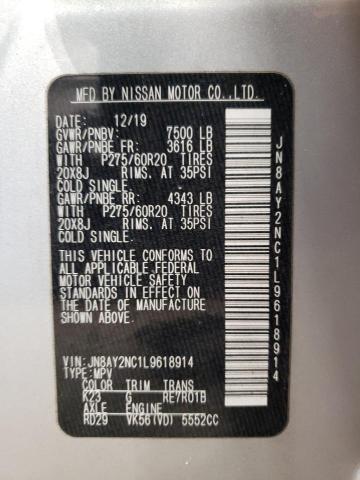 MFD BY NISSAN MOTOR CO.,LTD.
DATE: 12/19
GVWR/PNBV: 7500 LB
GAWR/PNBE FR: 3616 LB
WITH P275/60R20 TIRES
20X8J RIMS. AT 35PSI
COLD SINGLE.
GAWR/PNBE RR: 4343 LB
WITH P275/60R20 TIRES
20X8J RIMS. AT 35PSI
COLD SINGLE.
THIS VEHICLE CONFORMS TO
ALL APPLICABLE FEDERAL
MOTOR VEHICLE SAFETY
STANDARDS IN EFFECT ON
THE DATE OF MANUFACTURE
SHOWN ABOVE.
VIN:JN8AY2NC1L9618914
TYPE:MPV
COLOR TRIM TRANS
K23 G RE7R01B
AXLE ENGINE
RD29 VK56(VD) 5552CC
JN8AY2NC1L9618914